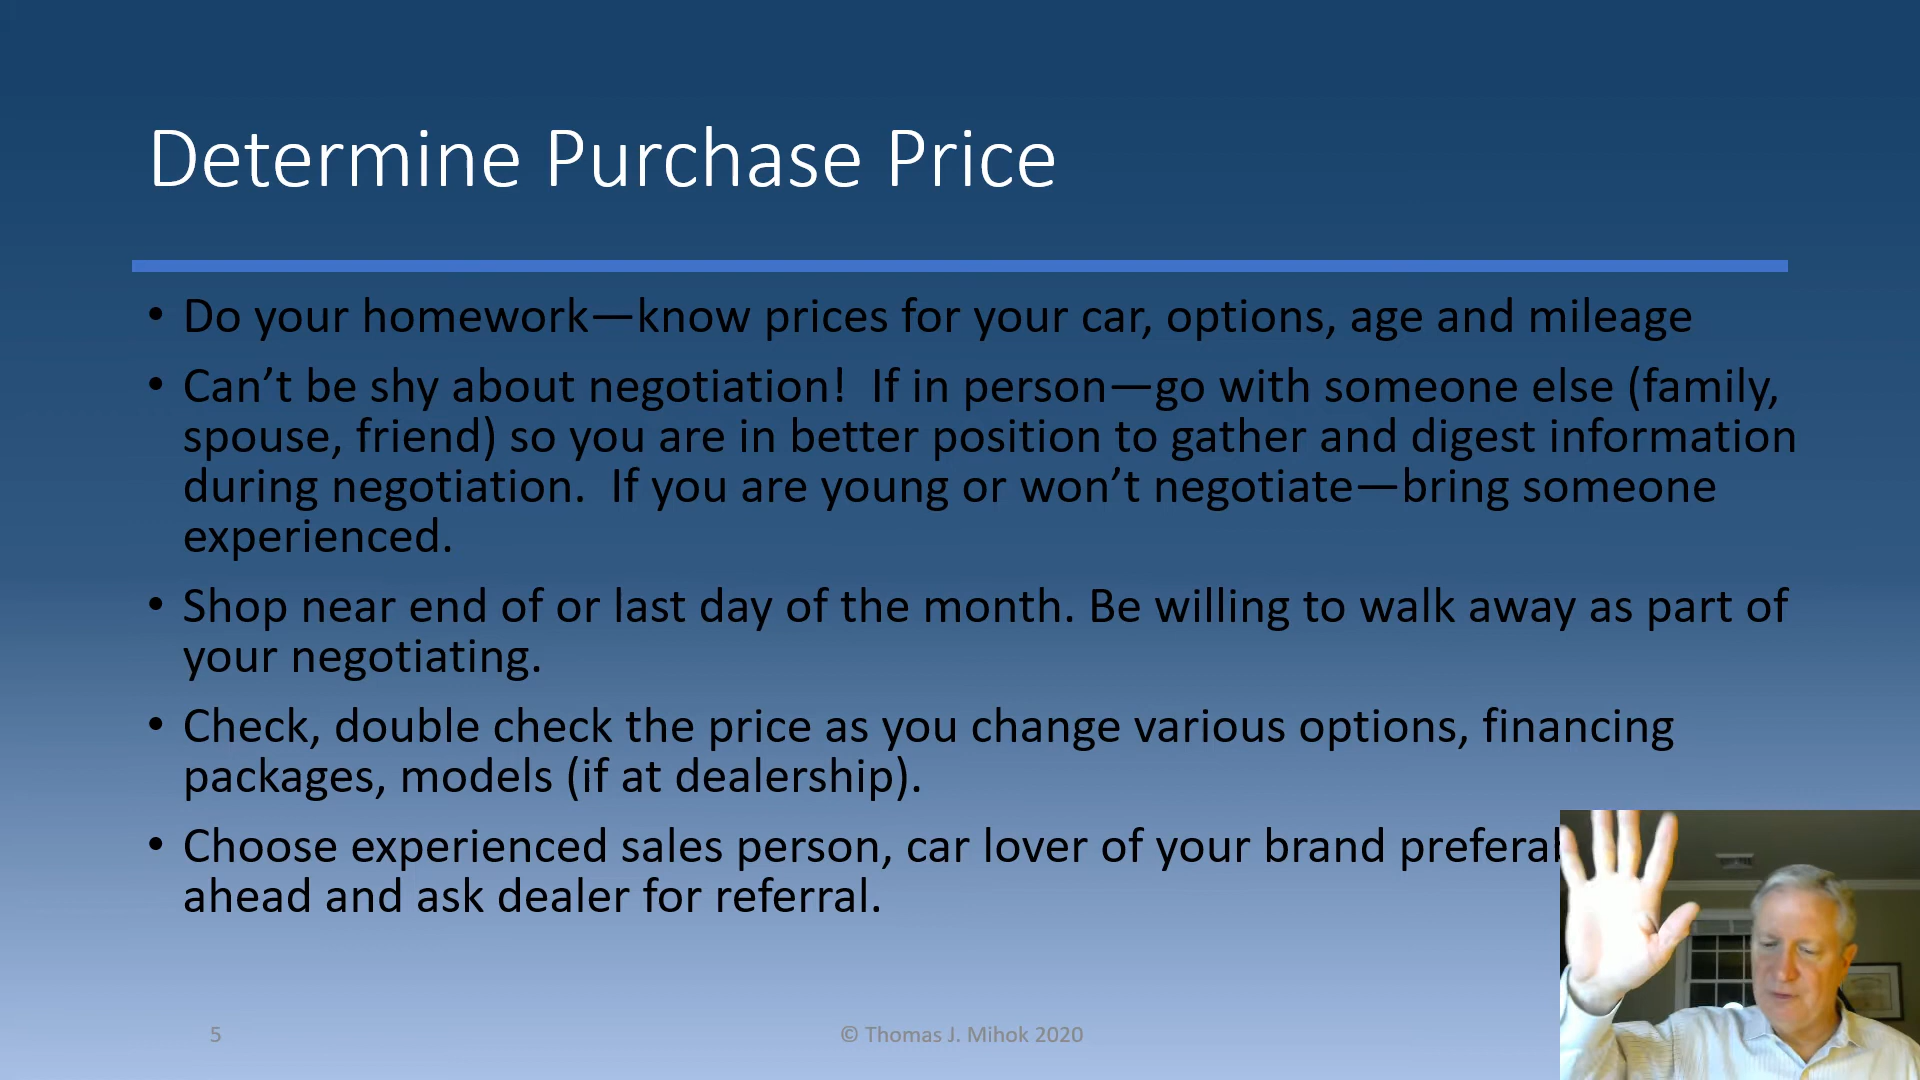 Determine Purchase Price
• Do your homework—know prices for your car, options, age and mileage
• Can’t be shy about negotiation!  If in person—go with someone else (family,
spouse, friend) so you are in better position to gather and digest information
during negotiation.  If you are young or won’t negotiate—bring someone
experienced.
• Shop near end of or last day of the month. Be willing to walk away as part of
your negotiating.
• Check, double check the price as you change various options, financing
packages, models (if at dealership).
• Choose experienced sales person, car lover of your brand
ahead and ask dealer for referral.
5
© Thomas J. Mihok 2020